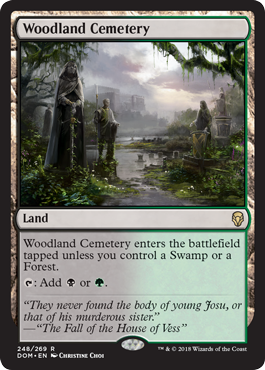 Woodland Cemetery
Land
Woodland Cemetery enters the battlefield
tapped unless you control a Swamp or a
Forest.
: Add or .
“They never found the body of young Josu, or
that of his murderous sister.”
—“The Fall of the House of Vess”
248/269 R
DOM • EN Christine Choi
™ & © 2018 Wizards of the Coast